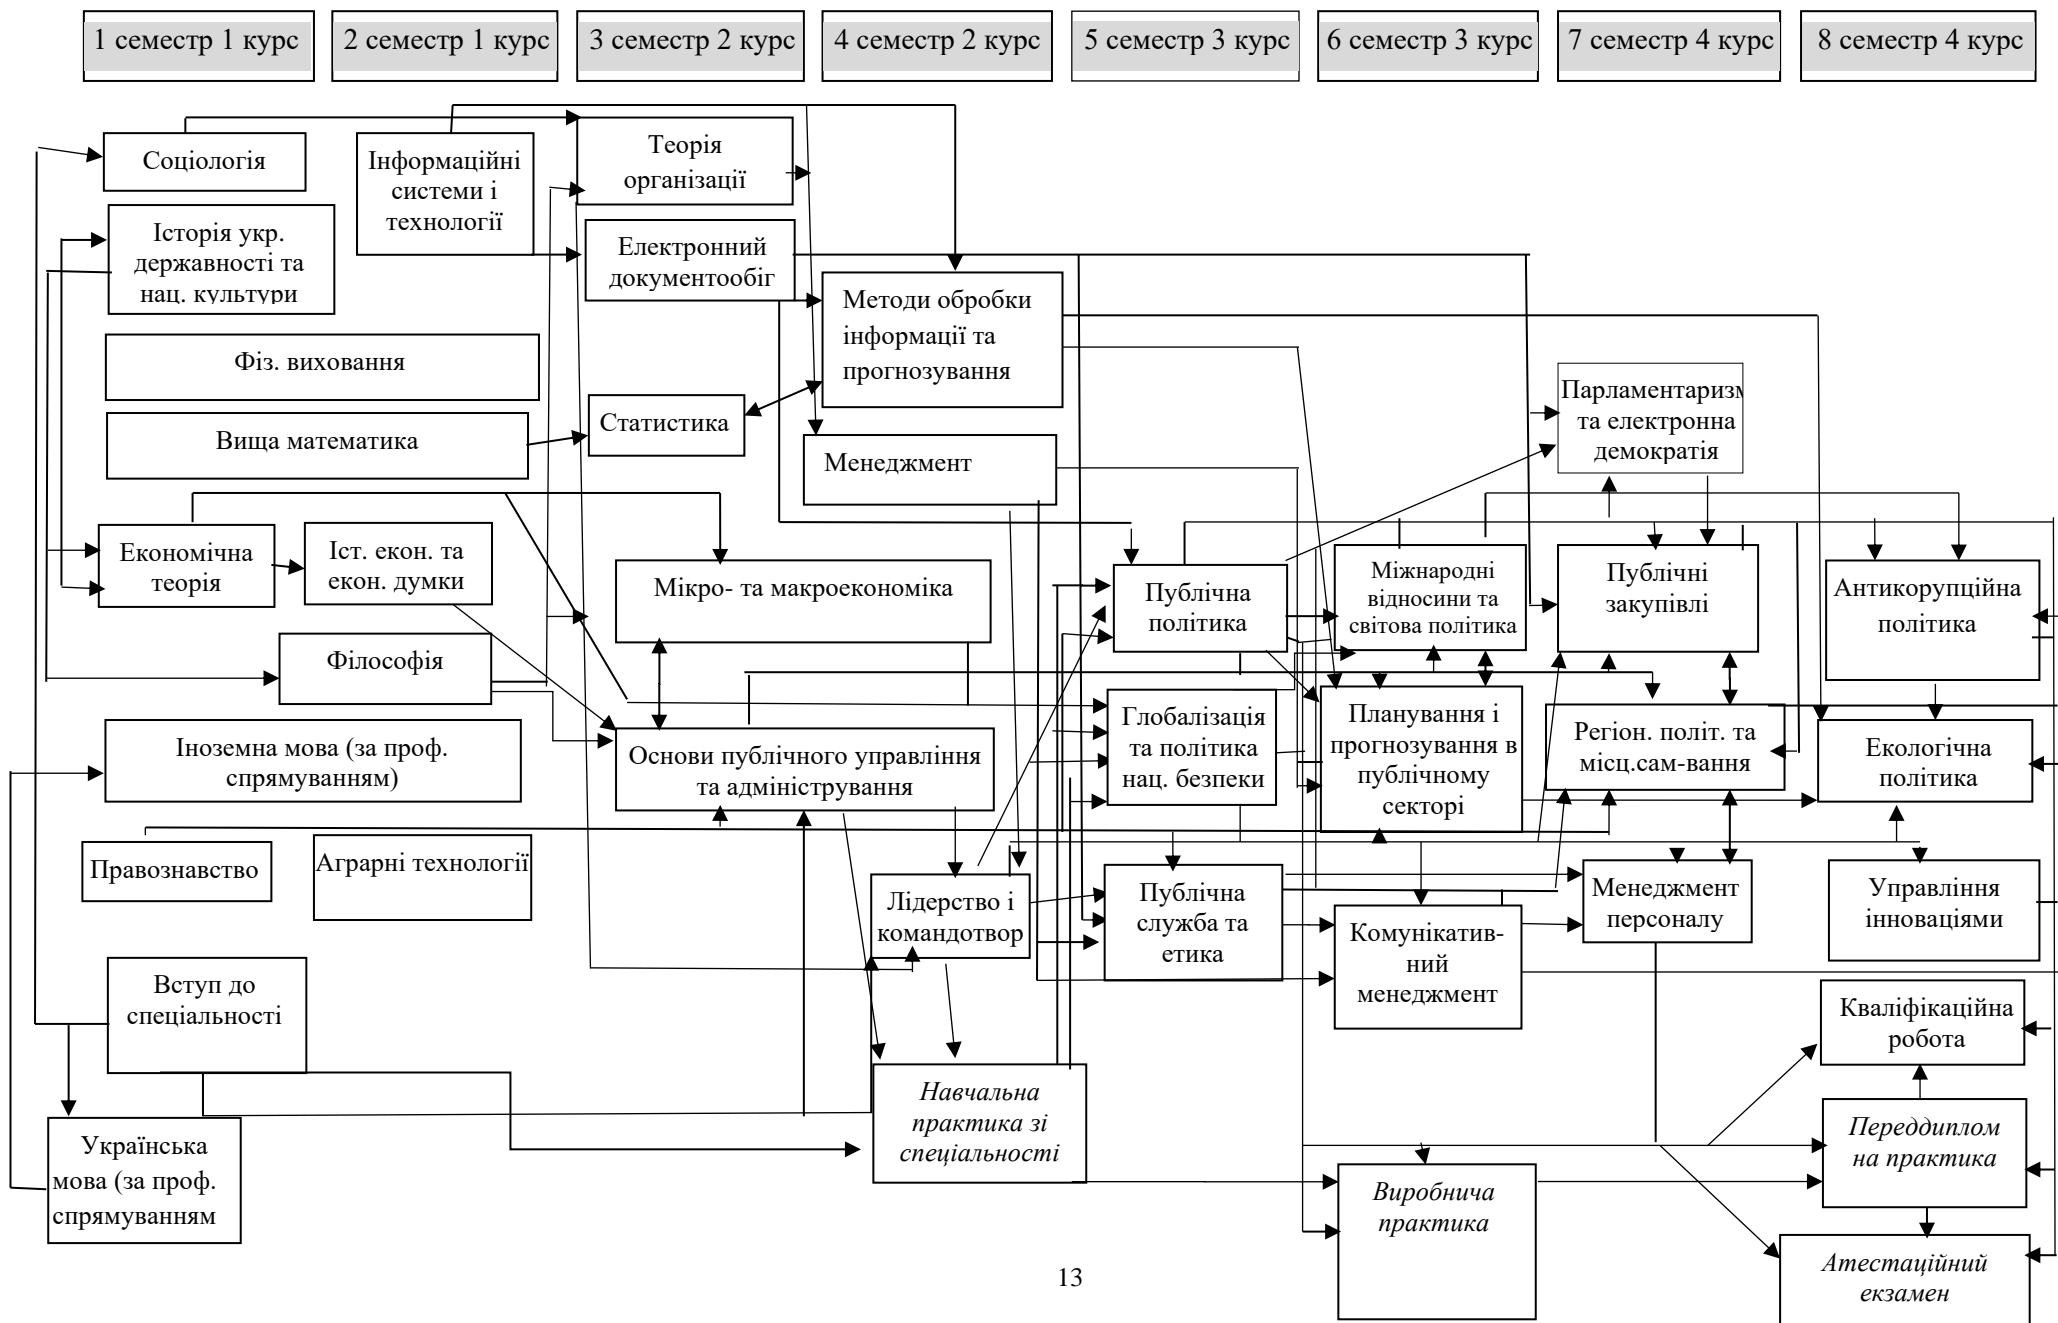 1 семестр 1 курс
2 семестр 1 курс
3 семестр 2 курс
4 семестр 2 курс
5 семестр 3 курс
6 семестр 3 курс
7 семестр 4 курс
8 семестр 4 курс
Соціологія
Історія укр.
державності та
нац. культури
Фіз. виховання
Вища математика
Економічна
теорія
Іст. екон. та
екон. думки
Філософія
Іноземна мова (за проф.
спрямуванням)
Правознавство
Аграрні технології
Вступ до
спеціальності
Українська
мова (за проф.
спрямуванням
Інформаційні
системи і
технології
Теорія
організації
Електронний
документообіг
Статистика
Мікро- та макроекономіка
Основи публічного управління
та адміністрування
Методи обробки
інформації та
прогнозування
Менеджмент
Лідерство і
командотвор
Навчальна
практика зі
спеціальності
Публічна
політика
Глобалізація
та політика
нац. безпеки
Публічна
служба та
етика
Міжнародні
відносини та
світова політика
Планування і
прогнозування в
публічному
секторі
Комунікатив-
ний
менеджмент
Виробнича
практика
Парламентаризм
та електронна
демократія
Публічні
закупівлі
Регіон. політ. та
місц.сам-вання
Менеджмент
персоналу
Антикорупційна
політика
Екологічна
політика
Управління
інноваціями
Кваліфікаційна
робота
Переддиплом
на практика
Атестаційний
екзамен
13